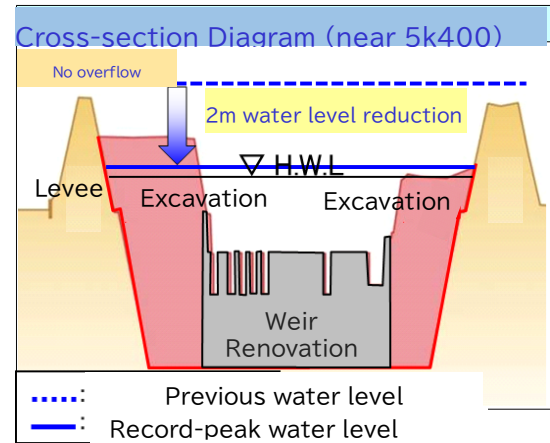 Cross-section Diagram (near 5k400)
No overflow
2m water level reduction
▽ H.W.L
Levee
Excavation
Excavation
Weir
Renovation
: Previous water level
: Record-peak water level